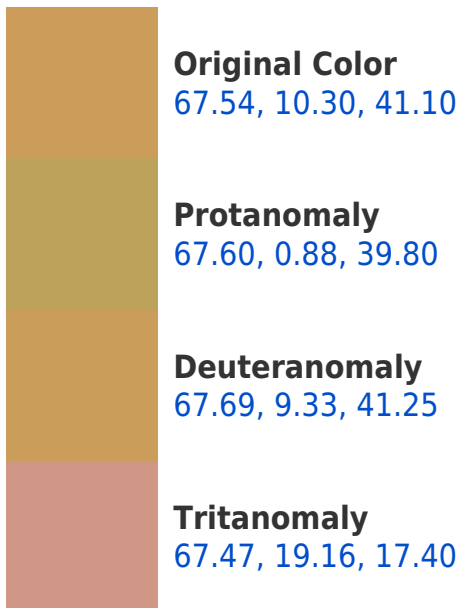 Original Color
67.54, 10.30, 41.10
Protanomaly
67.60, 0.88, 39.80
Deuteranomaly
67.69, 9.33, 41.25
Tritanomaly
67.47, 19.16, 17.40